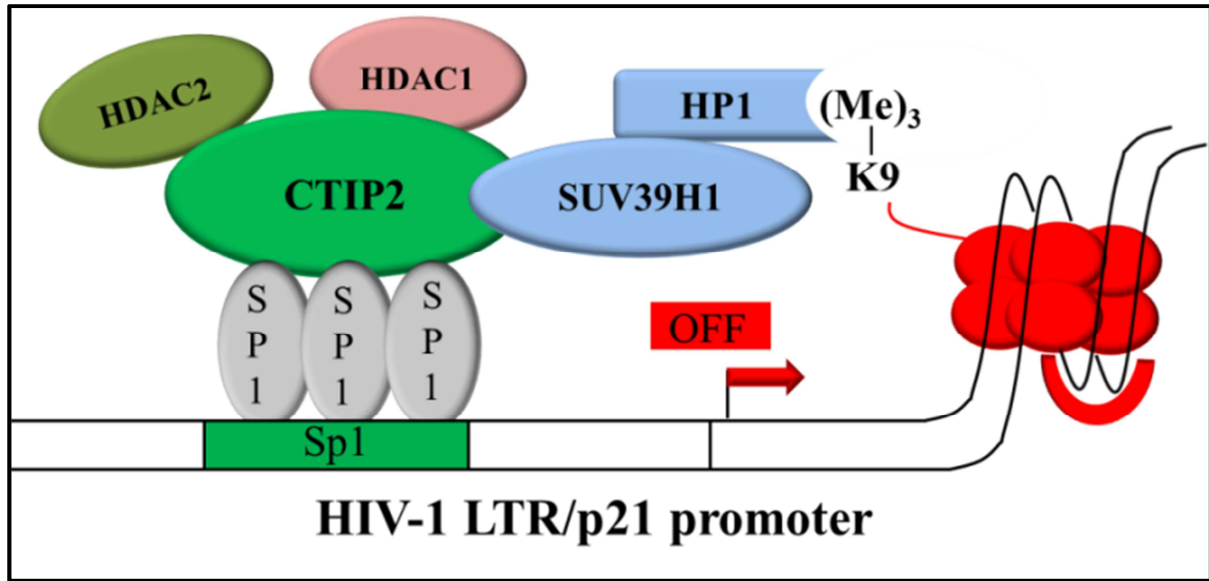 HDAC2
HDAC1
HP1
(Me)₃
K9
CTIP2
SUV39H1
S
P
1
S
P
1
S
P
1
OFF
Sp1
HIV-1 LTR/p21 promoter